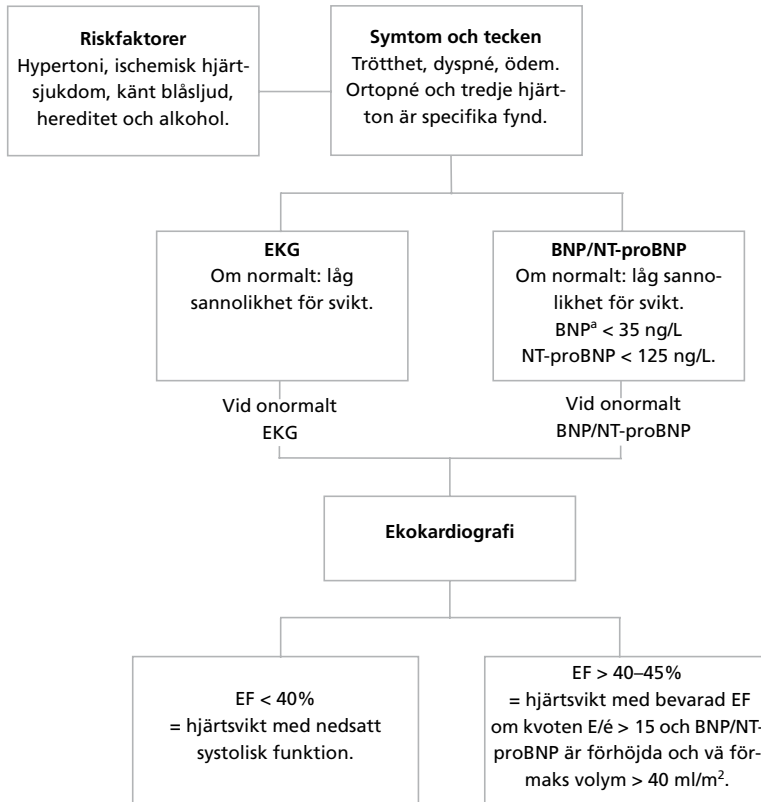 Riskfaktorer
Hypertoni, ischemisk hjärt-
sjukdom, känt blåsljud,
hereditet och alkohol.
Symtom och tecken
Trötthet, dyspné, ödem.
Ortopné och tredje hjärt-
ton är specifika fynd.
EKG
Om normalt: låg
sannolikhet för svikt.
BNP/NT-proBNP
Om normalt: låg sanno-
likhet för svikt.
BNPᵃ < 35 ng/L
NT-proBNP < 125 ng/L.
Vid onormalt
EKG
Vid onormalt
BNP/NT-proBNP
Ekokardiografi
EF < 40%
= hjärtsvikt med nedsatt
systolisk funktion.
EF > 40–45%
= hjärtsvikt med bevarad EF
om kvoten E/é > 15 och BNP/NT-
proBNP är förhöjda och vä för-
maks volym > 40 ml/m².